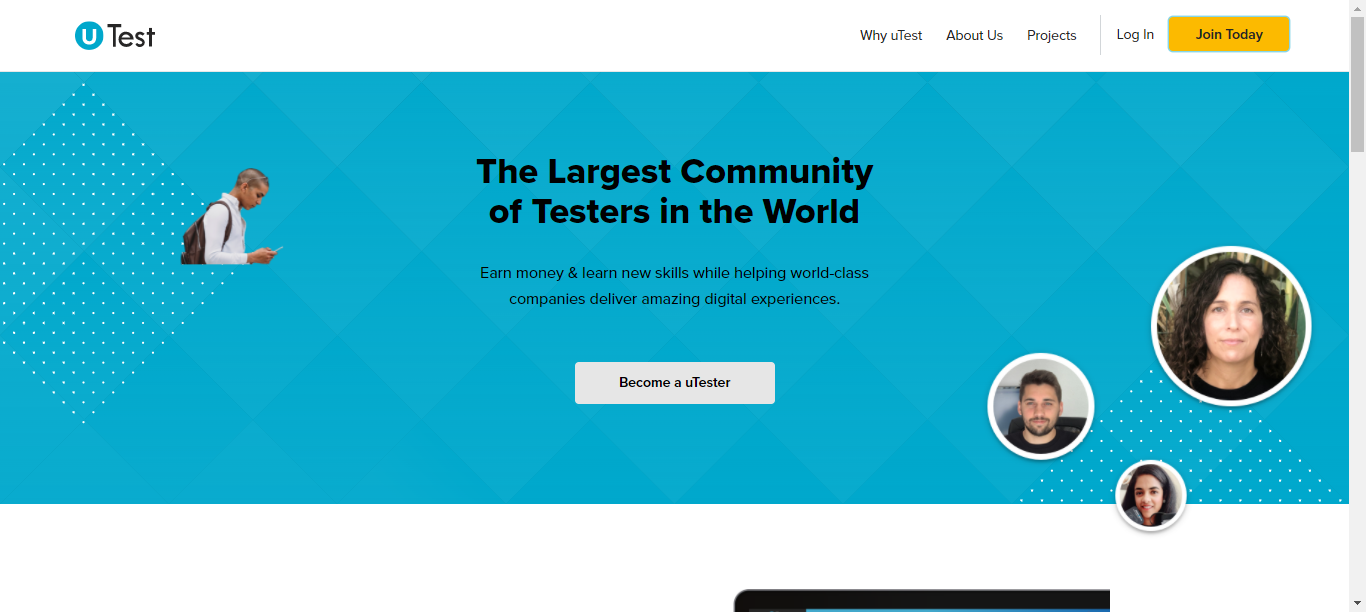 uTest
Why uTest
About Us
Projects
Log In
Join Today
The Largest Community
of Testers in the World
Earn money & learn new skills while helping world-class
companies deliver amazing digital experiences.
Become a uTester